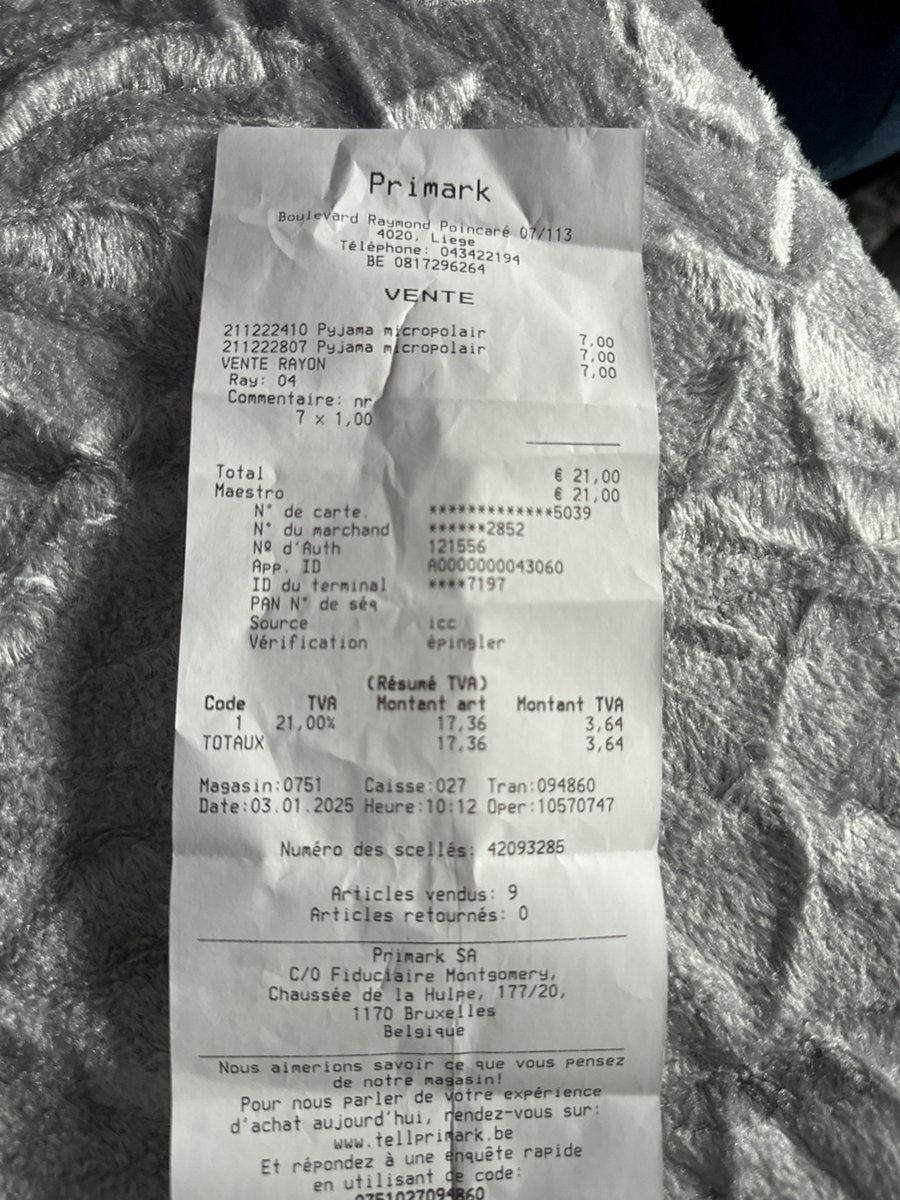 Primark
Boulevard Raymond Poincaré 07/113
4020, Liege
Téléphone: 043422194
BE 0817296264
VENTE
211222410 Pyjama micropolair 7,00
211222807 Pyjama micropolair 7,00
VENTE RAYON 7,00
Ray: 04
Commentaire: nr
7 x 1,00
Total € 21,00
Maestro € 21,00
N° de carte. *************5039
N° du marchand ******2852
Nº d'Auth 121556
App. ID A0000000043060
ID du terminal ****7197
PAN N° de séq
Source icc
Vérification épingler
(Résumé TVA)
Code TVA Montant art Montant TVA
1 21,00% 17,36 3,64
TOTAUX 17,36 3,64
Magasin:0751 Caisse:027 Tran:094860
Date:03.01.2025 Heure:10:12 Oper:10570747
Numéro des scellés: 42093285
Articles vendus: 9
Articles retournés: 0
Primark SA
C/O Fiduciaire Montgomery,
Chaussée de la Hulpe, 177/20,
1170 Bruxelles
Belgique
Nous aimerions savoir ce que vous pensez
de notre magasin!
Pour nous parler de votre expérience
d'achat aujourd'hui, rendez-vous sur:
www.tellprimark.be
Et répondez à une enquête rapide
en utilisant ce code:
0751027094860